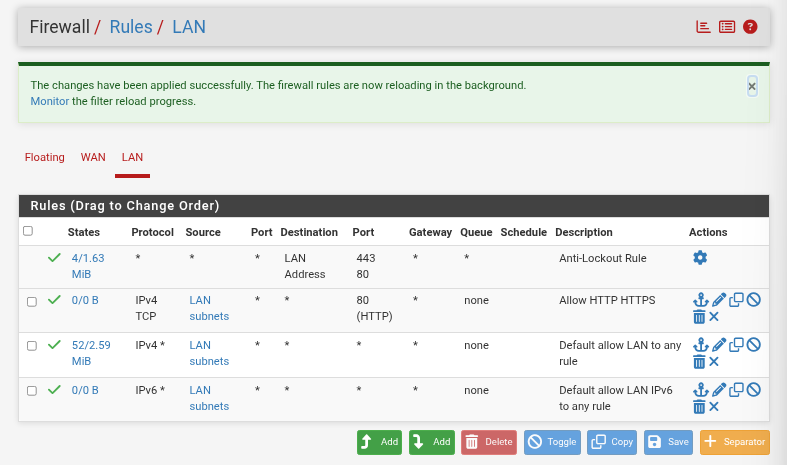 Firewall / Rules / LAN
The changes have been applied successfully. The firewall rules are now reloading in the background.
Monitor the filter reload progress.
Floating WAN LAN
Rules (Drag to Change Order)
States Protocol Source Port Destination Port Gateway Queue Schedule Description Actions
4/1.63 * * * LAN 443 * * Anti-Lockout Rule
MiB Address 80
0/0 B IPv4 LAN * * 80 * none Allow HTTP HTTPS
TCP subnets (HTTP)
52/2.59 IPv4 * LAN * * * * none Default allow LAN to any
MiB subnets rule
0/0 B IPv6 * LAN * * * * none Default allow LAN IPv6
subnets to any rule
Add Add Delete Toggle Copy Save Separator